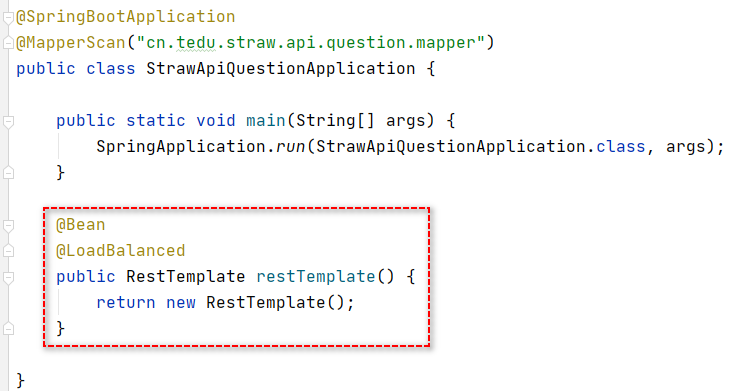 @SpringBootApplication
@MapperScan("cn.tedu.straw.api.question.mapper")
public class StrawApiQuestionApplication {
    public static void main(String[] args) {
        SpringApplication.run(StrawApiQuestionApplication.class, args);
    }
    @Bean
    @LoadBalanced
    public RestTemplate restTemplate() {
        return new RestTemplate();
    }
}